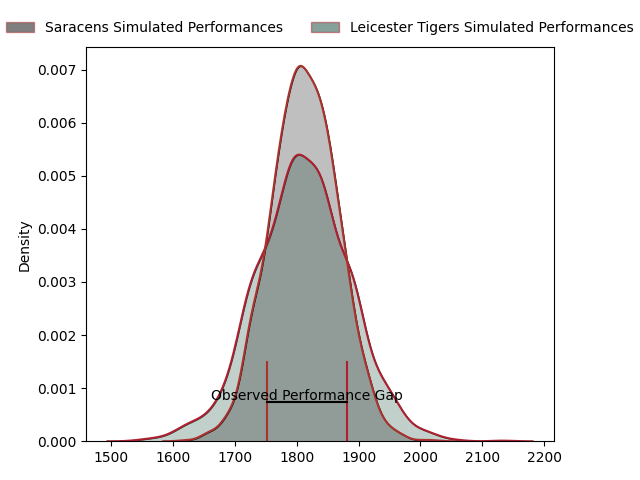 Saracens Simulated Performances Leicester Tigers Simulated Performances
0.007
0.006
0.005
0.004
0.003
0.002
0.001
0.000
Density
Observed Performance Gap
1500 1600 1700 1800 1900 2000 2100 2200